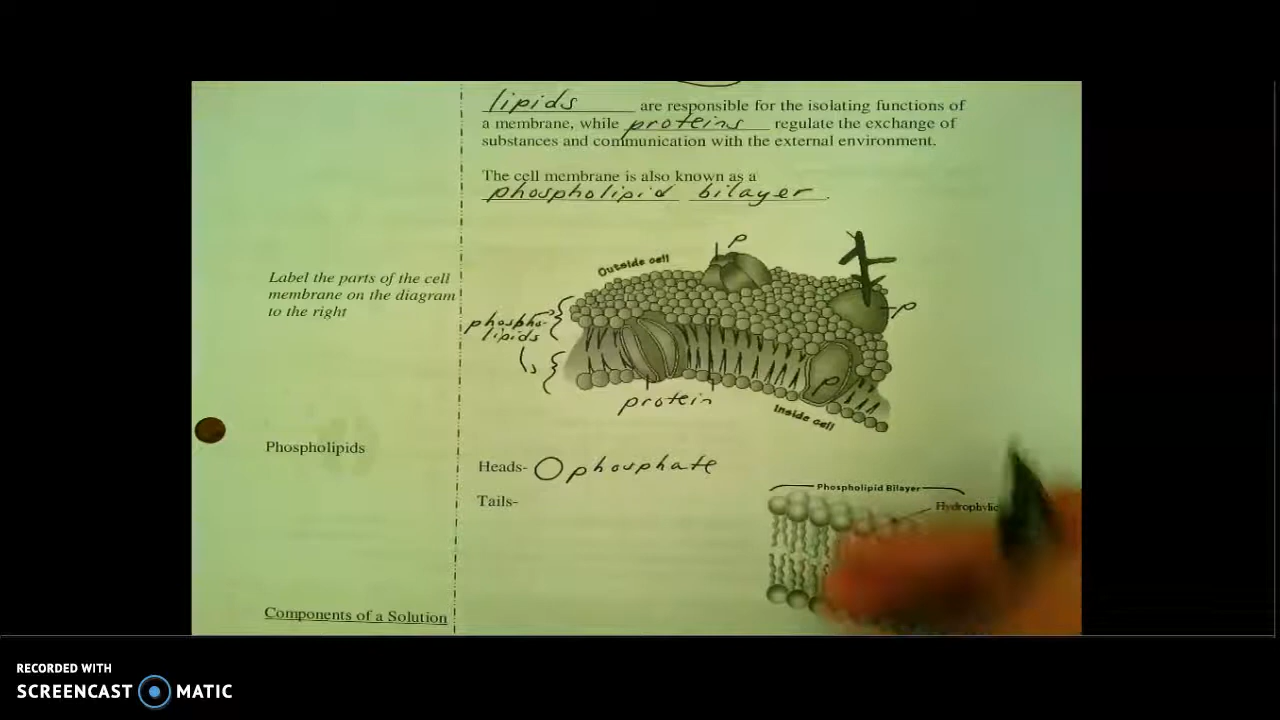 lipids are responsible for the isolating functions of
a membrane, while proteins regulate the exchange of
substances and communication with the external environment.
The cell membrane is also known as a
phospholipid bilayer.
P
Outside cell
Label the parts of the cell
membrane on the diagram
to the right
P
phospho-
lipids
P
protein
Inside cell
Phospholipids
Heads- phosphate
Tails-
Phospholipid Bilayer
Hydrophylic
Components of a Solution
RECORDED WITH
SCREENCAST MATIC